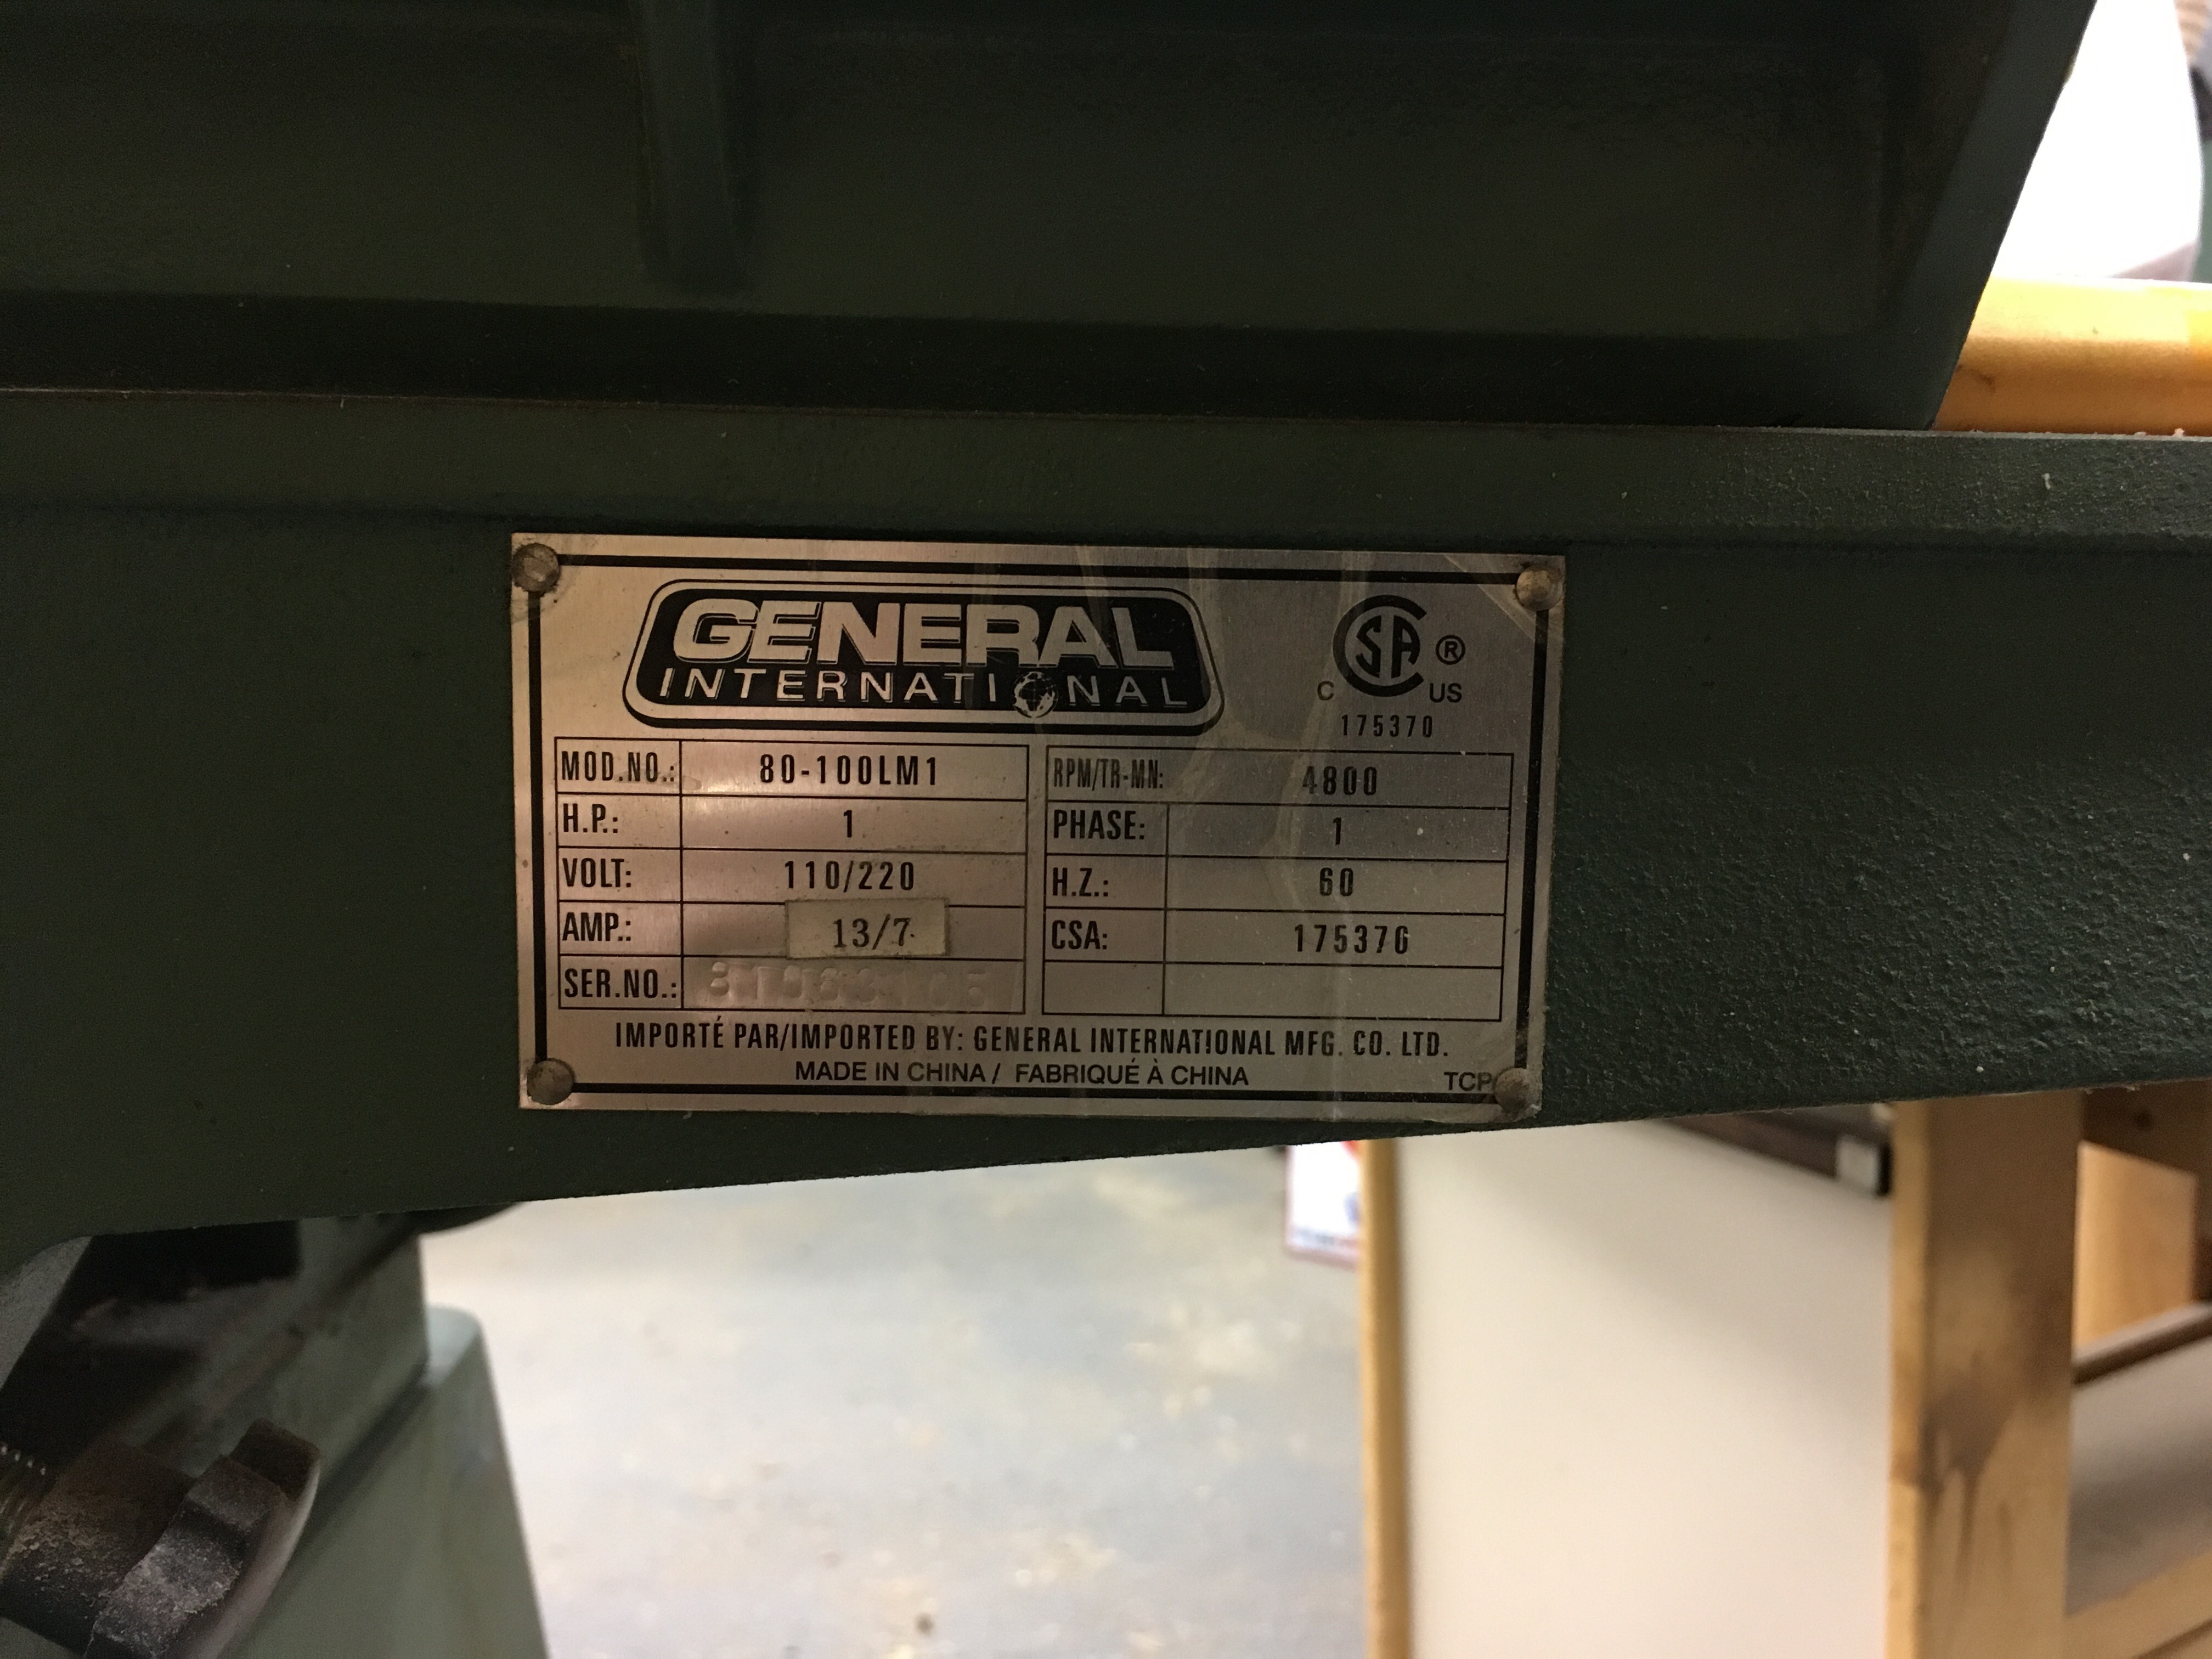 GENERAL
INTERNATIONAL
CSA ®
C US
175370
MOD.NO.: 80-100LM1
H.P.: 1
VOLT: 110/220
AMP.: 13/7
SER.NO.:
RPM/TR-MN: 4800
PHASE: 1
H.Z.: 60
CSA: 175370
IMPORTÉ PAR/IMPORTED BY: GENERAL INTERNATIONAL MFG. CO. LTD.
MADE IN CHINA / FABRIQUÉ À CHINA
TCP